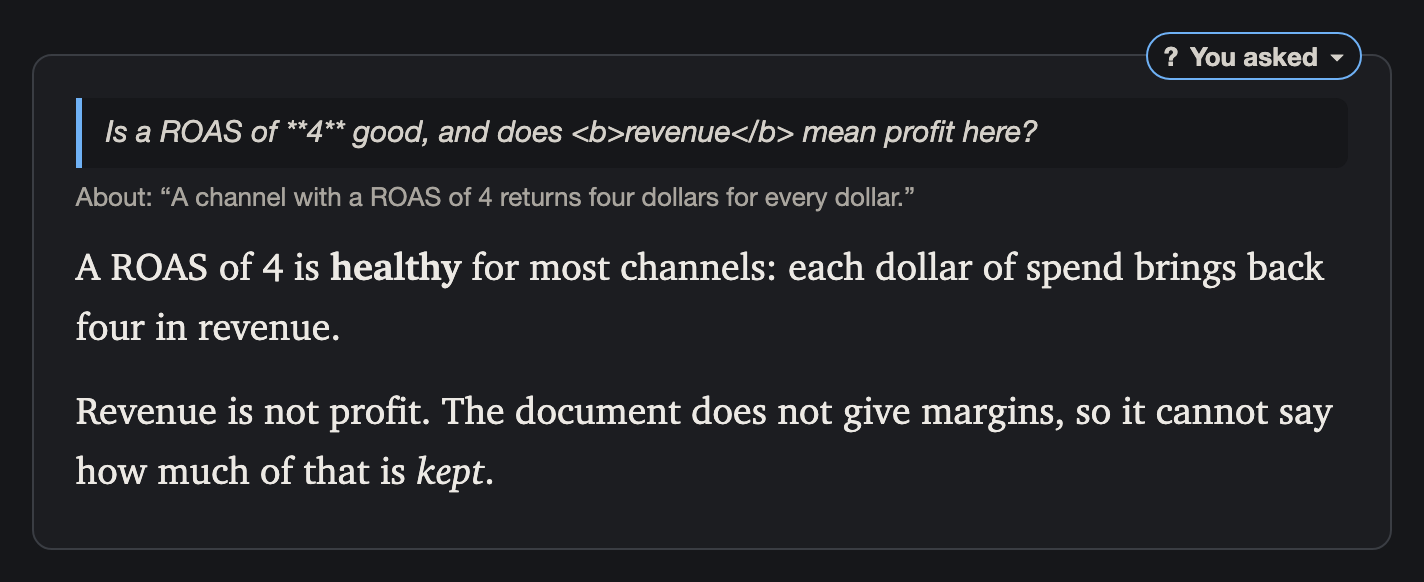 ? You asked
Is a ROAS of **4** good, and does <b>revenue</b> mean profit here?
About: “A channel with a ROAS of 4 returns four dollars for every dollar.”
A ROAS of 4 is healthy for most channels: each dollar of spend brings back
four in revenue.
Revenue is not profit. The document does not give margins, so it cannot say
how much of that is kept.